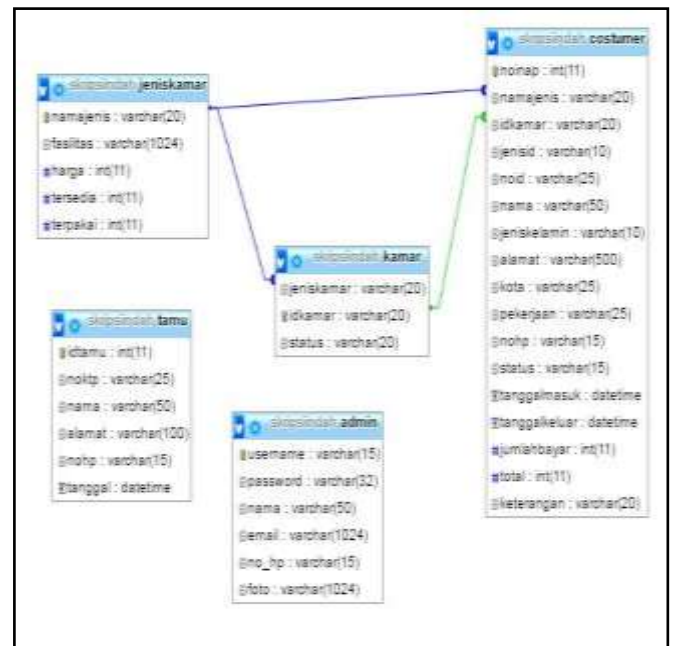 skripsindah jeniskamar
namajenis : varchar(20)
fasilitas : varchar(1024)
harga : int(11)
tersedia : int(11)
terpakai : int(11)
skripsindah costumer
noinap : int(11)
namajenis : varchar(20)
idkamar : varchar(20)
jenisid : varchar(10)
noid : varchar(25)
nama : varchar(50)
jeniskelamin : varchar(10)
alamat : varchar(500)
kota : varchar(25)
pekerjaan : varchar(25)
nohp : varchar(15)
status : varchar(15)
tanggalmasuk : datetime
tanggalkeluar : datetime
jumlahbayar : int(11)
total : int(11)
keterangan : varchar(20)
skripsindah kamar
jeniskamar : varchar(20)
idkamar : varchar(20)
status : varchar(20)
skripsindah tamu
idtamu : int(11)
noktp : varchar(25)
nama : varchar(50)
alamat : varchar(100)
nohp : varchar(15)
tanggal : datetime
skripsindah admin
username : varchar(15)
password : varchar(32)
nama : varchar(50)
email : varchar(1024)
no_hp : varchar(15)
foto : varchar(1024)